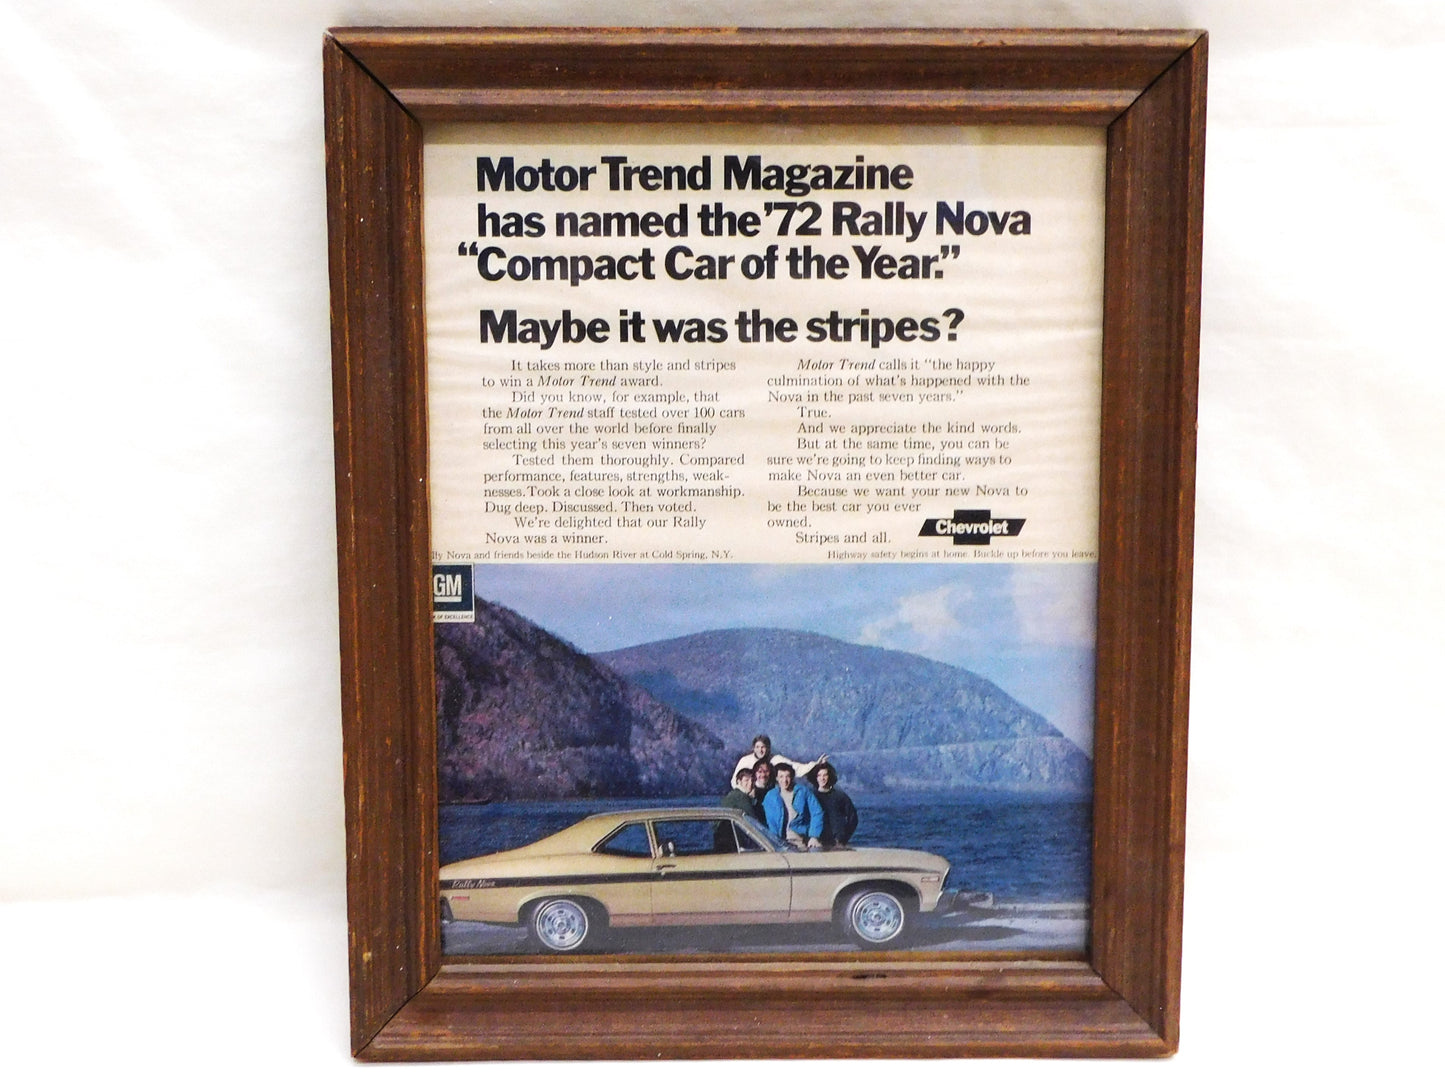 Motor Trend Magazine
has named the '72 Rally Nova
“Compact Car of the Year.”
Maybe it was the stripes?
It takes more than style and stripes
to win a Motor Trend award.
Did you know, for example, that
the Motor Trend staff tested over 100 cars
from all over the world before finally
selecting this year's seven winners?
Tested them thoroughly. Compared
performance, features, strengths, weak-
nesses. Took a close look at workmanship.
Dug deep. Discussed. Then voted.
We're delighted that our Rally
Nova was a winner.
Motor Trend calls it “the happy
culmination of what's happened with the
Nova in the past seven years.”
True.
And we appreciate the kind words.
But at the same time, you can be
sure we're going to keep finding ways to
make Nova an even better car.
Because we want your new Nova to
be the best car you ever
owned.
Stripes and all.
Chevrolet
lly Nova and friends beside the Hudson River at Cold Spring, N.Y.
Highway safety begins at home. Buckle up before you leave.
GM
OF EXCELLENCE
Rally Nova